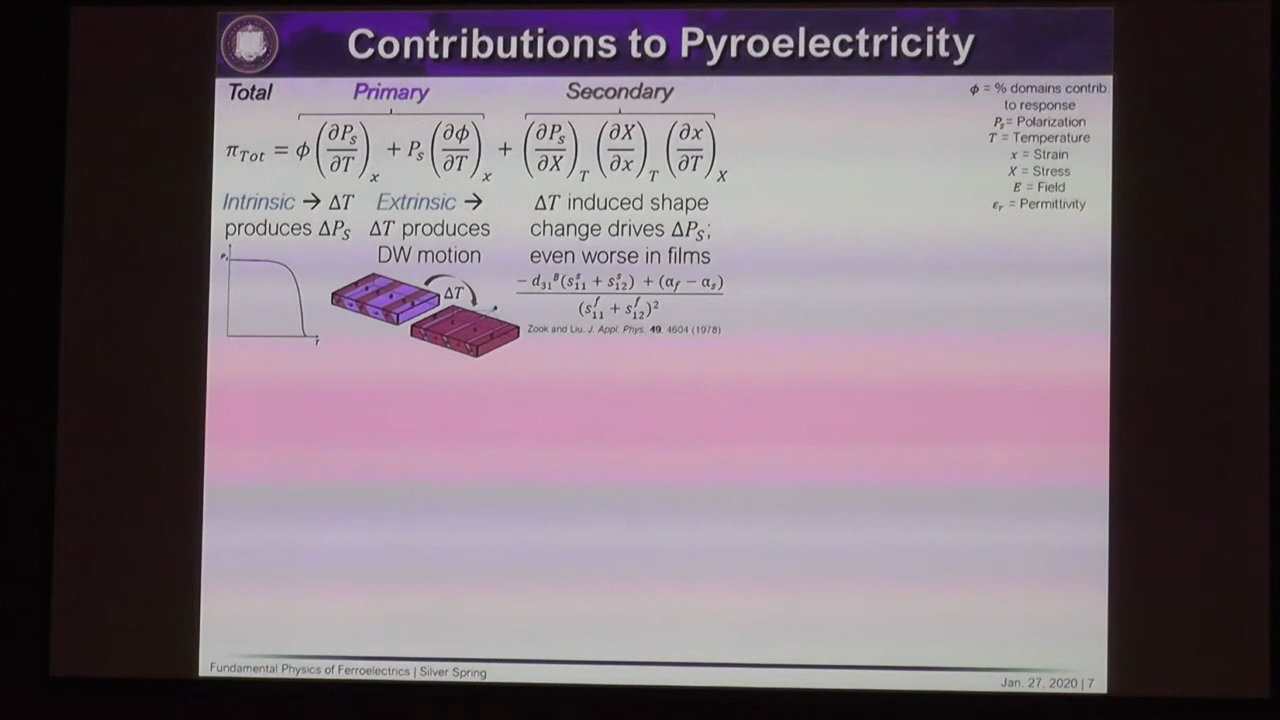 Contributions to Pyroelectricity
Total Primary Secondary
π_Tot = ϕ(∂P_s/∂T)_x + P_s(∂ϕ/∂T)_x + (∂P_s/∂X)_T (∂X/∂x)_T (∂x/∂T)_X
Intrinsic → ΔT
produces ΔP_S
Extrinsic →
ΔT produces
DW motion
ΔT induced shape
change drives ΔP_S;
even worse in films
ΔT
T
− d_31^B(s_11^s + s_12^s) + (α_f − α_s)
(s_11^f + s_12^f)^2
Zook and Liu. J. Appl. Phys. 49, 4604 (1978)
ϕ = % domains contrib.
to response
P_s = Polarization
T = Temperature
x = Strain
X = Stress
E = Field
ε_r = Permittivity
Fundamental Physics of Ferroelectrics | Silver Spring
Jan. 27, 2020 | 7